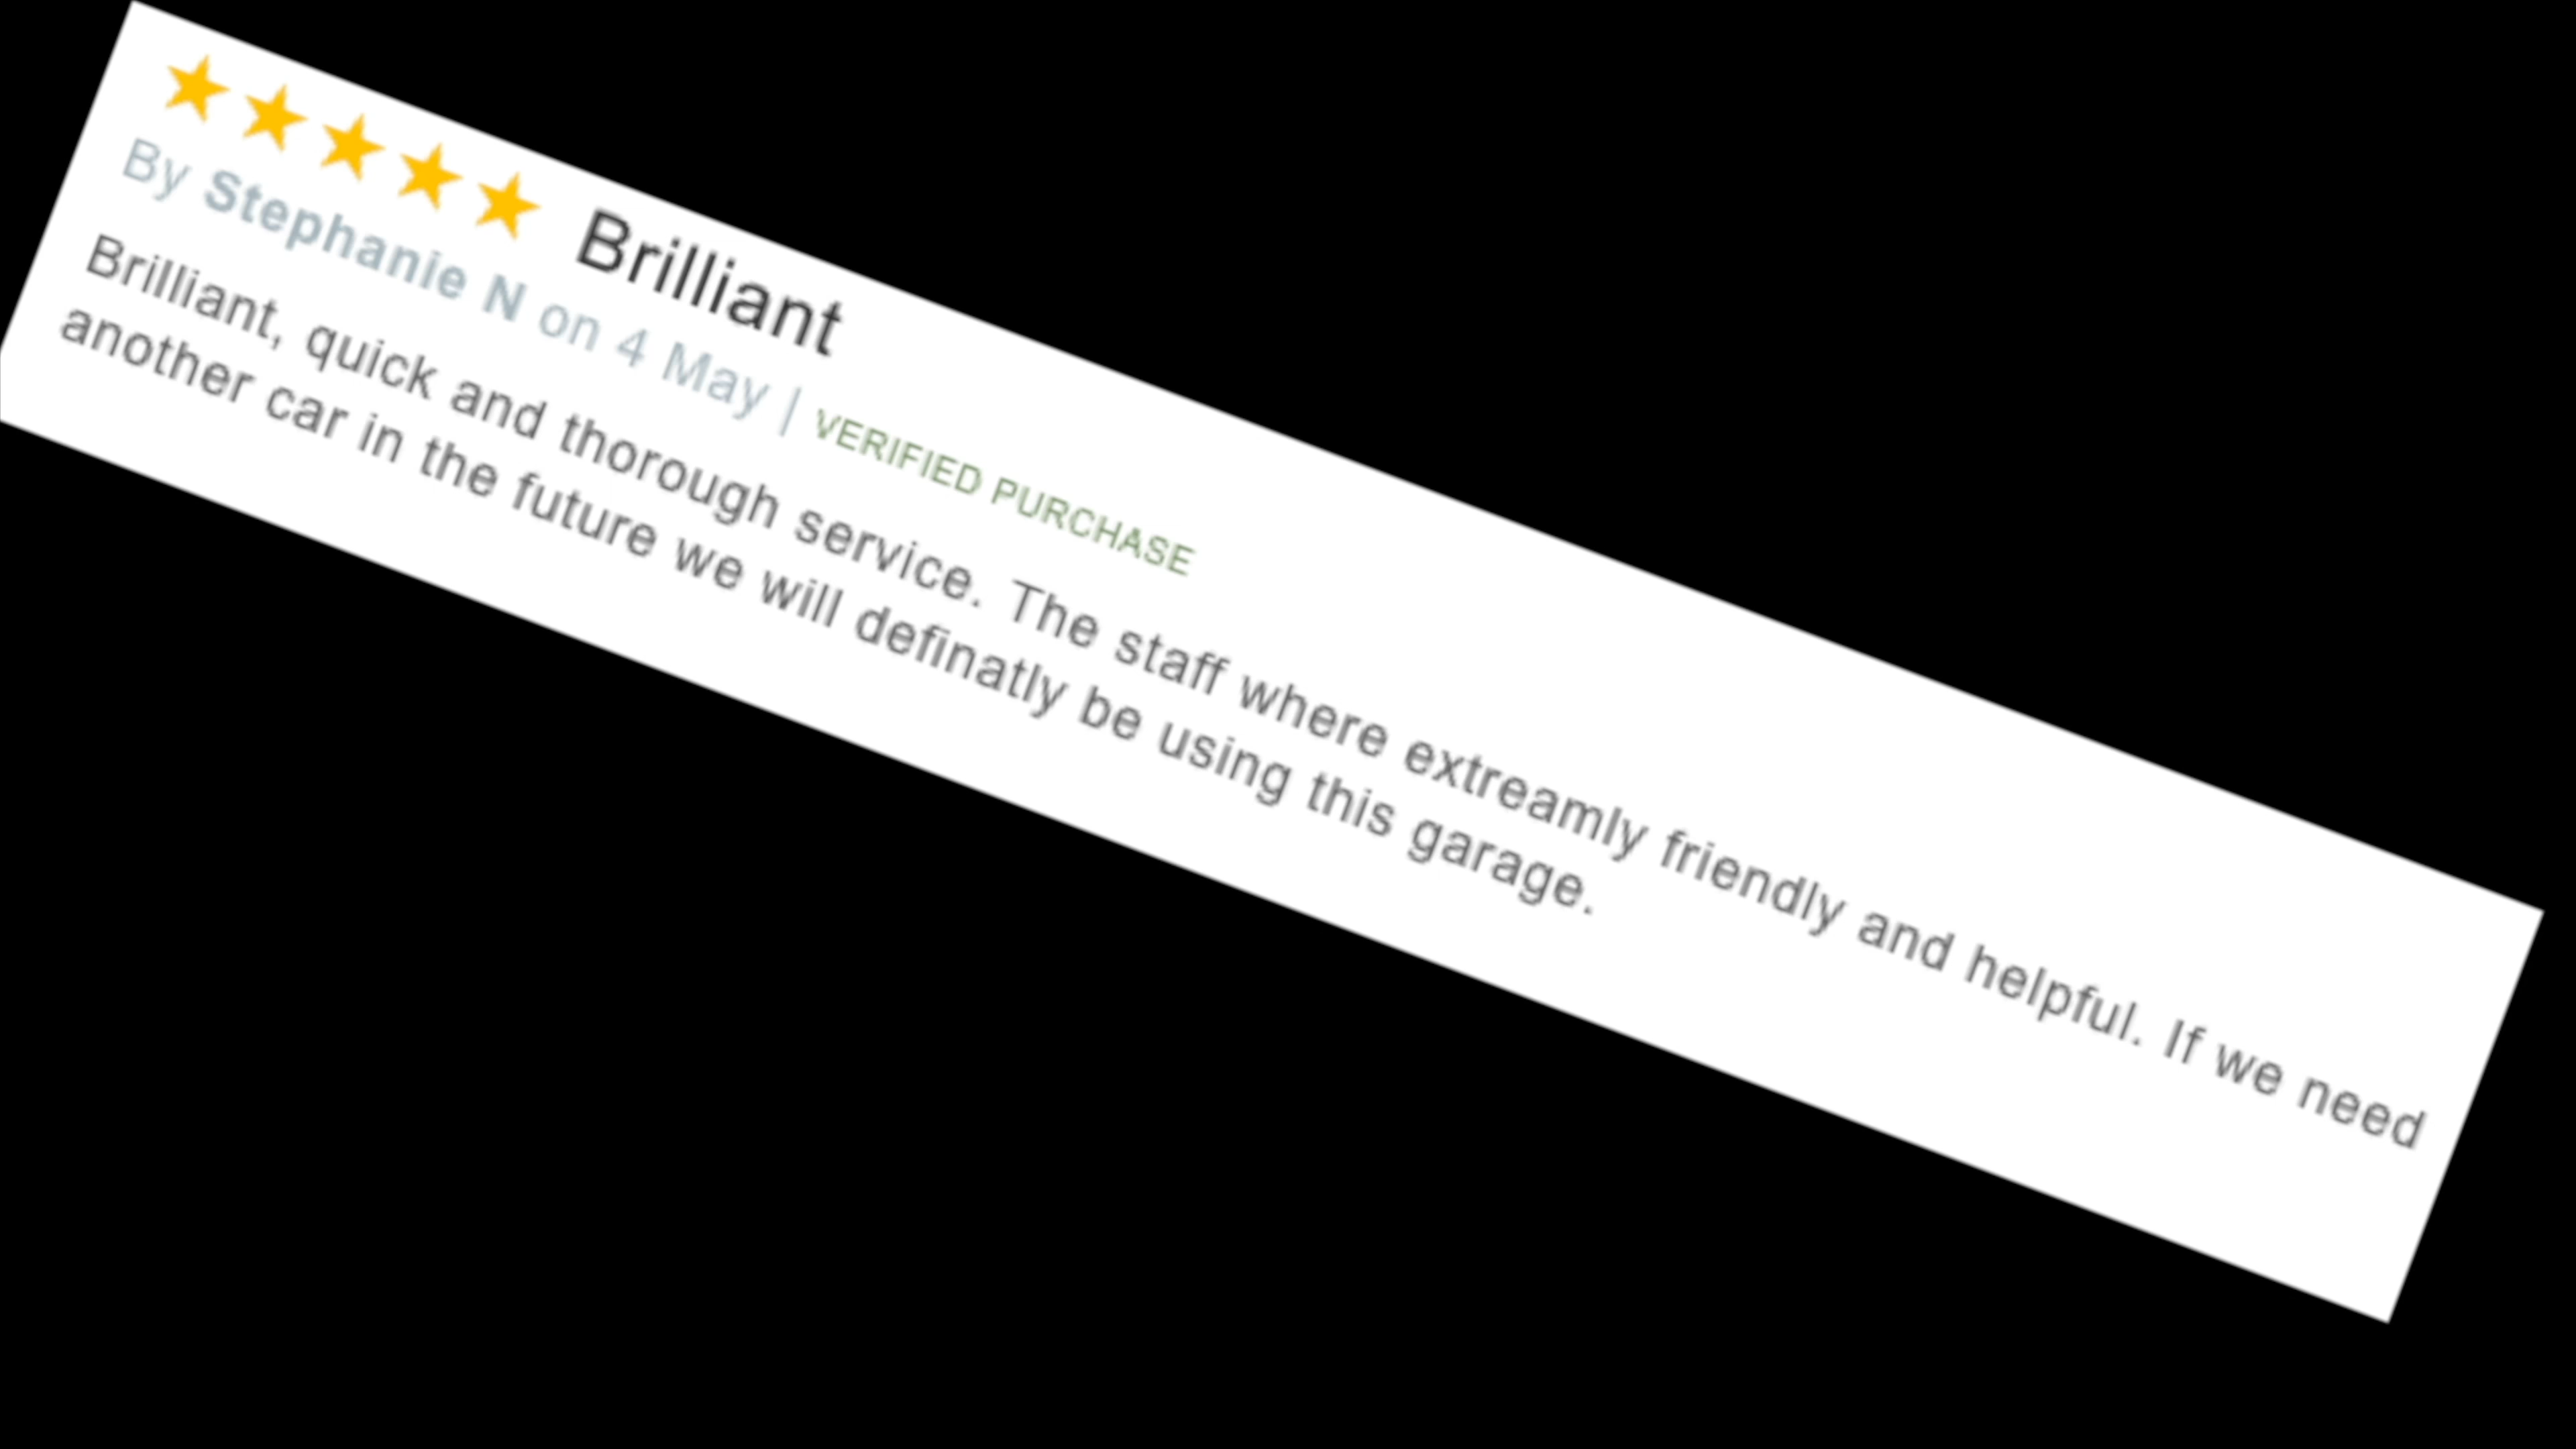 Brilliant
By Stephanie N on 4 May | VERIFIED PURCHASE
Brilliant, quick and thorough service. The staff where extreamly friendly and helpful. If we need
another car in the future we will definatly be using this garage.